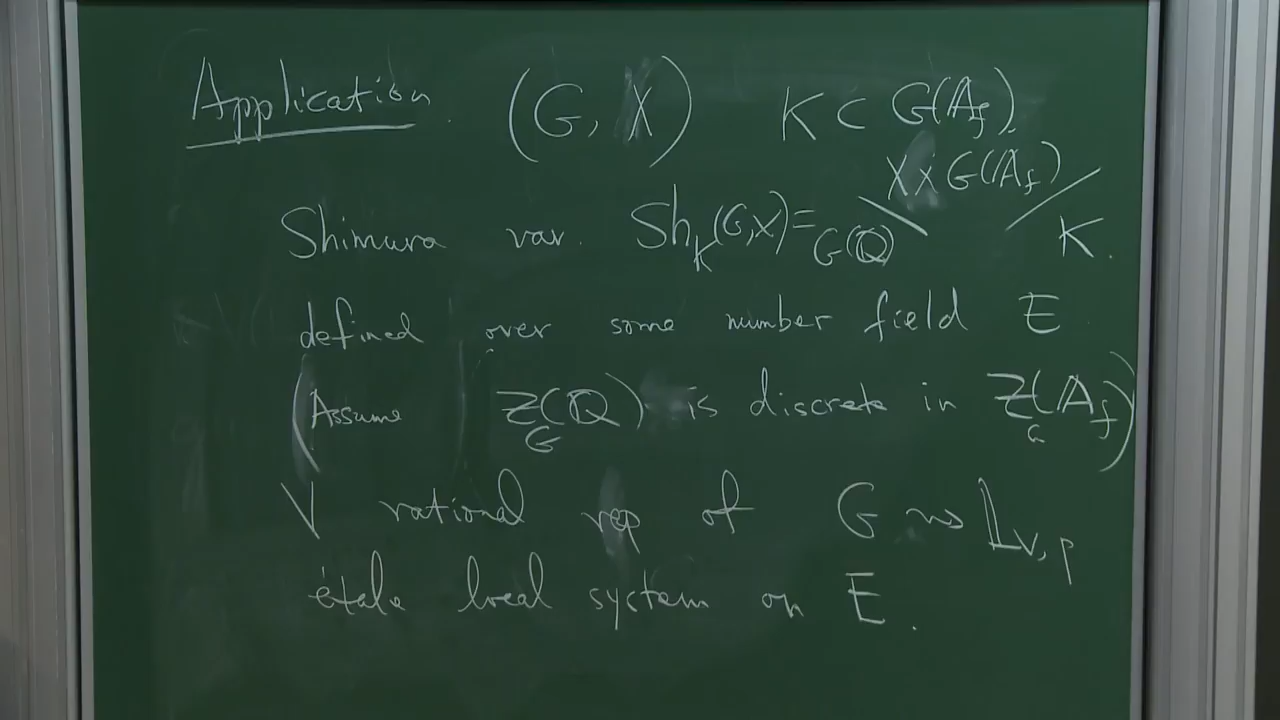 Application. (G, X) K ⊂ G(𝔸_f).
Shimura var. Sh_K(G,X) = G(ℚ) \ X × G(𝔸_f) / K.
defined over some number field E
(Assume Z_G(ℚ) is discrete in Z_G(𝔸_f))
V rational rep of G ⇝ 𝕃_{V,p}
étale local system on E.